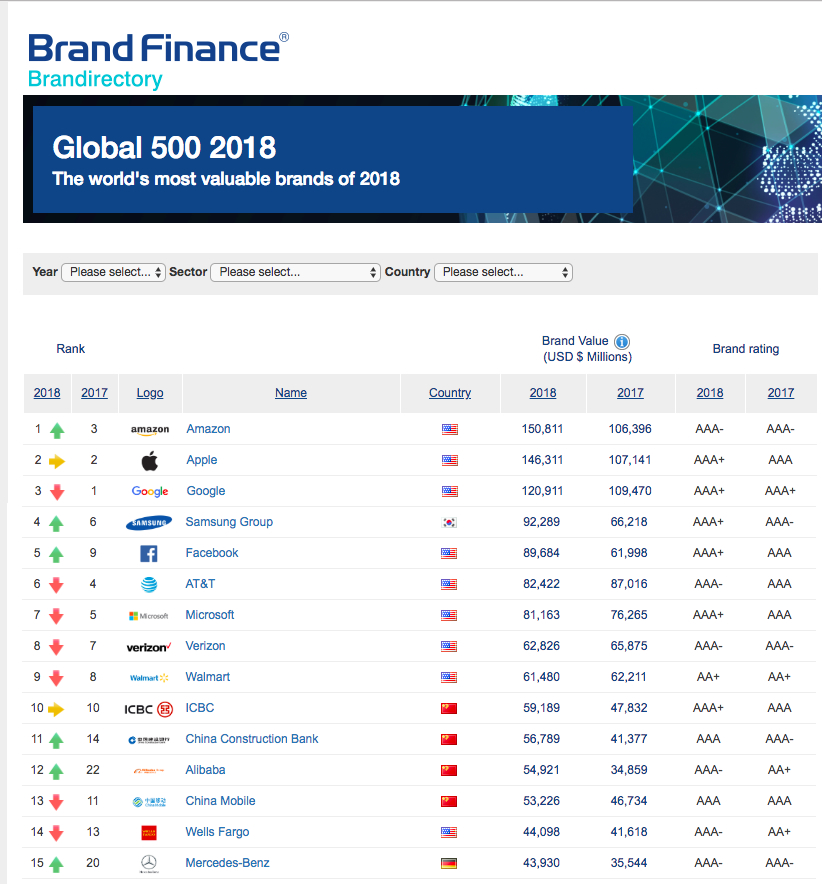 Brand Finance®
Brandirectory
Global 500 2018
The world's most valuable brands of 2018
Year Please select... Sector Please select... Country Please select...
Rank Brand Value i (USD $ Millions) Brand rating
2018 2017 Logo Name Country 2018 2017 2018 2017
1 3 amazon Amazon 150,811 106,396 AAA- AAA-
2 2 Apple 146,311 107,141 AAA+ AAA
3 1 Google Google 120,911 109,470 AAA+ AAA+
4 6 SAMSUNG Samsung Group 92,289 66,218 AAA+ AAA-
5 9 f Facebook 89,684 61,998 AAA+ AAA
6 4 AT&T 82,422 87,016 AAA- AAA
7 5 Microsoft Microsoft 81,163 76,265 AAA+ AAA
8 7 verizon Verizon 62,826 65,875 AAA- AAA-
9 8 Walmart Walmart 61,480 62,211 AA+ AA+
10 10 ICBC ICBC 59,189 47,832 AAA+ AAA
11 14 China Construction Bank 56,789 41,377 AAA AAA-
12 22 Alibaba 54,921 34,859 AAA- AA+
13 11 China Mobile 53,226 46,734 AAA AAA
14 13 WELLS FARGO Wells Fargo 44,098 41,618 AAA- AA+
15 20 Mercedes-Benz 43,930 35,544 AAA- AAA-